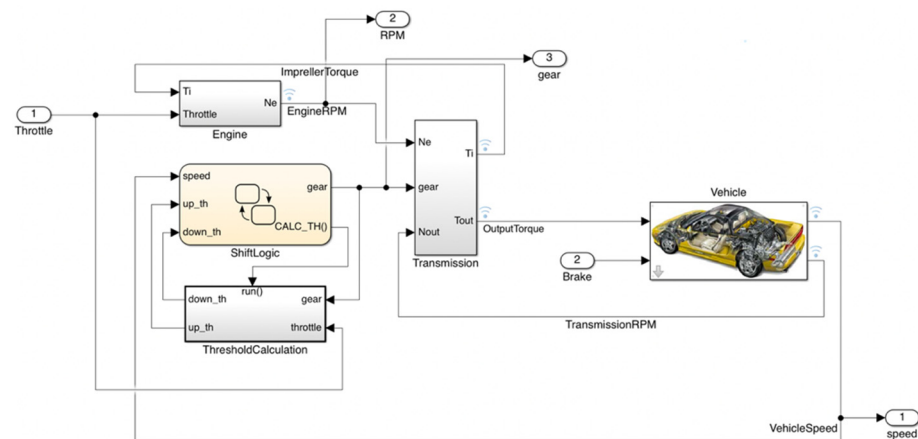 2
RPM
3
gear
ImprellerTorque
Ti
Ne
Throttle
EngineRPM
Engine
1
Throttle
Ne
Ti
gear
Tout
Nout
Transmission
OutputTorque
speed
gear
up_th
CALC_TH()
down_th
ShiftLogic
Vehicle
2
Brake
run()
down_th
gear
up_th
throttle
ThresholdCalculation
TransmissionRPM
VehicleSpeed
1
speed